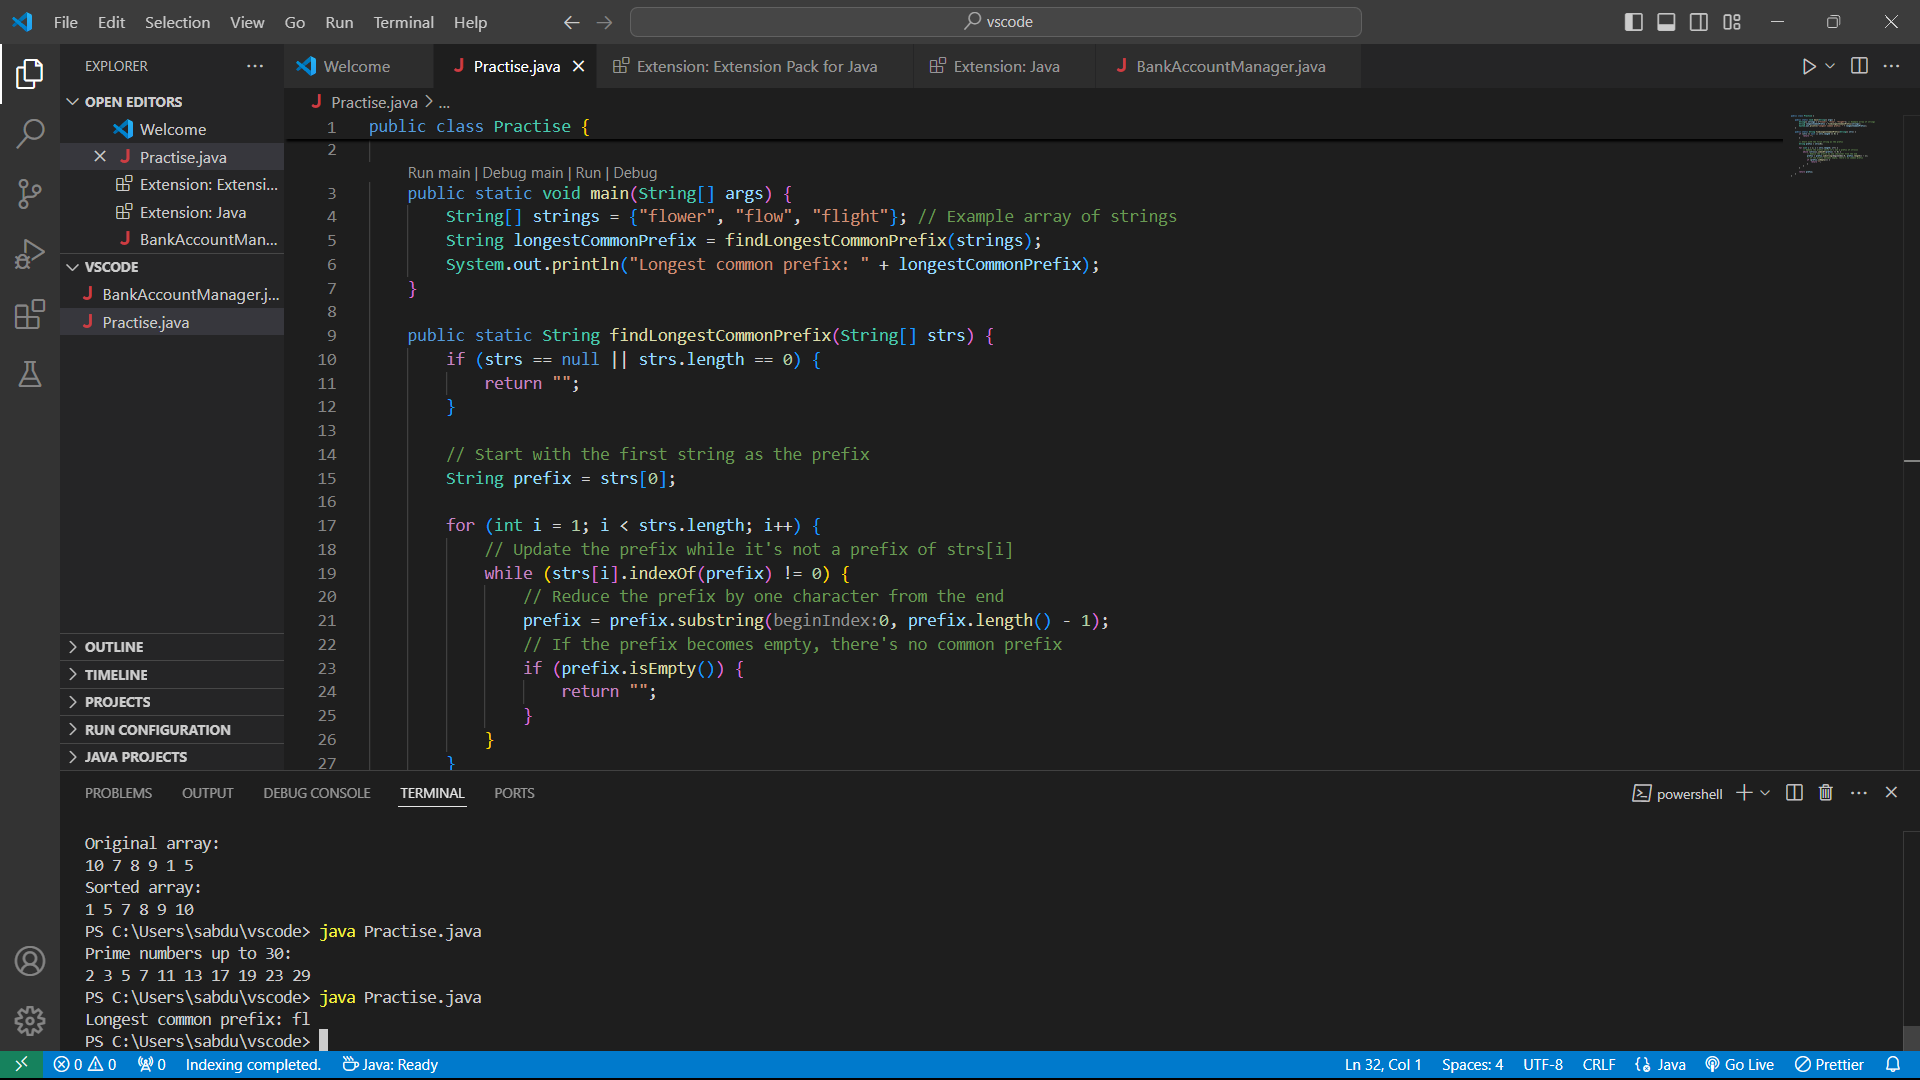 File Edit Selection View Go Run Terminal Help
vscode
EXPLORER
Welcome
Practise.java
Extension: Extension Pack for Java
Extension: Java
BankAccountManager.java
OPEN EDITORS
Welcome
Practise.java
Extension: Extensi...
Extension: Java
BankAccountMan...
VSCODE
BankAccountManager.j...
Practise.java
OUTLINE
TIMELINE
PROJECTS
RUN CONFIGURATION
JAVA PROJECTS
Practise.java > ...
1 public class Practise {
2
Run main | Debug main | Run | Debug
3 public static void main(String[] args) {
4 String[] strings = {"flower", "flow", "flight"}; // Example array of strings
5 String longestCommonPrefix = findLongestCommonPrefix(strings);
6 System.out.println("Longest common prefix: " + longestCommonPrefix);
7 }
8
9 public static String findLongestCommonPrefix(String[] strs) {
10 if (strs == null || strs.length == 0) {
11 return "";
12 }
13
14 // Start with the first string as the prefix
15 String prefix = strs[0];
16
17 for (int i = 1; i < strs.length; i++) {
18 // Update the prefix while it's not a prefix of strs[i]
19 while (strs[i].indexOf(prefix) != 0) {
20 // Reduce the prefix by one character from the end
21 prefix = prefix.substring(beginIndex:0, prefix.length() - 1);
22 // If the prefix becomes empty, there's no common prefix
23 if (prefix.isEmpty()) {
24 return "";
25 }
26 }
27 }
PROBLEMS OUTPUT DEBUG CONSOLE TERMINAL PORTS
powershell
Original array:
10 7 8 9 1 5
Sorted array:
1 5 7 8 9 10
PS C:\Users\sabdu\vscode> java Practise.java
Prime numbers up to 30:
2 3 5 7 11 13 17 19 23 29
PS C:\Users\sabdu\vscode> java Practise.java
Longest common prefix: fl
PS C:\Users\sabdu\vscode>
0 0 0 Indexing completed. Java: Ready
Ln 32, Col 1 Spaces: 4 UTF-8 CRLF {} Java Go Live Prettier